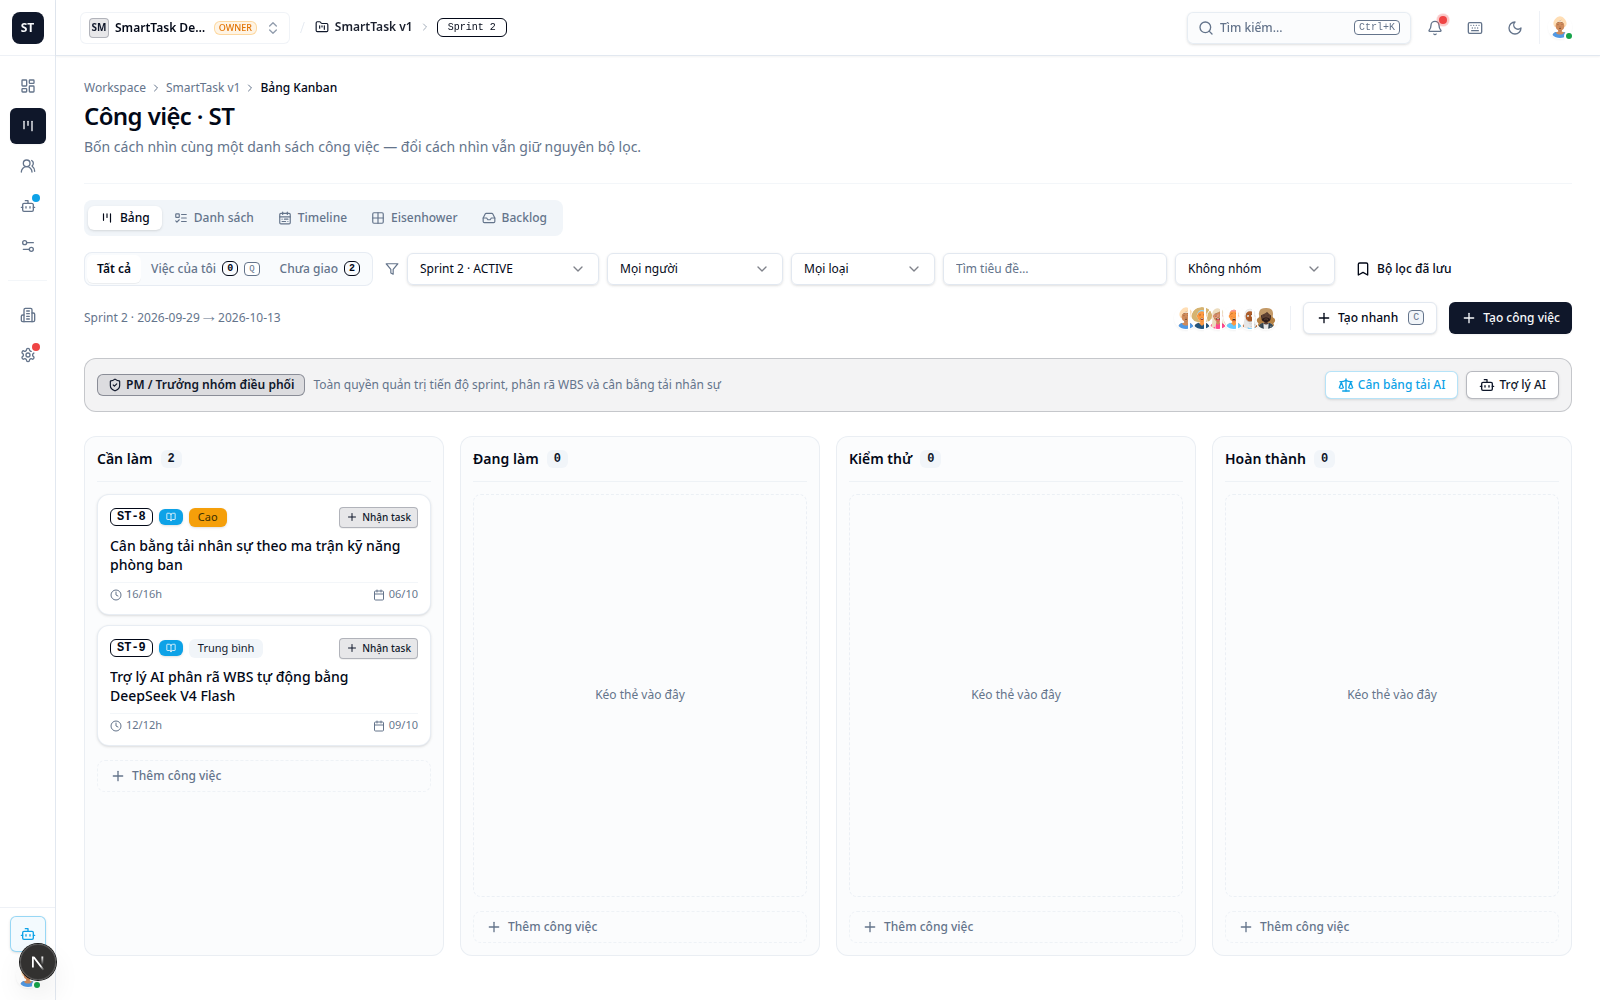 ST
SM SmartTask De... OWNER / SmartTask v1 Sprint 2
Tìm kiếm... Ctrl+K
Workspace > SmartTask v1 > Bảng Kanban
Công việc · ST
Bốn cách nhìn cùng một danh sách công việc — đổi cách nhìn vẫn giữ nguyên bộ lọc.
Bảng Danh sách Timeline Eisenhower Backlog
Tất cả Việc của tôi 0 Q Chưa giao 2 Sprint 2 · ACTIVE Mọi người Mọi loại Tìm tiêu đề... Không nhóm Bộ lọc đã lưu
Sprint 2 · 2026-09-29 → 2026-10-13 Tạo nhanh C Tạo công việc
PM / Trưởng nhóm điều phối Toàn quyền quản trị tiến độ sprint, phân rã WBS và cân bằng tải nhân sự Cân bằng tải AI Trợ lý AI
Cần làm 2
ST-8 Cao + Nhận task
Cân bằng tải nhân sự theo ma trận kỹ năng
phòng ban
16/16h 06/10
ST-9 Trung bình + Nhận task
Trợ lý AI phân rã WBS tự động bằng
DeepSeek V4 Flash
12/12h 09/10
+ Thêm công việc
Đang làm 0
Kéo thẻ vào đây
+ Thêm công việc
Kiểm thử 0
Kéo thẻ vào đây
+ Thêm công việc
Hoàn thành 0
Kéo thẻ vào đây
+ Thêm công việc
N